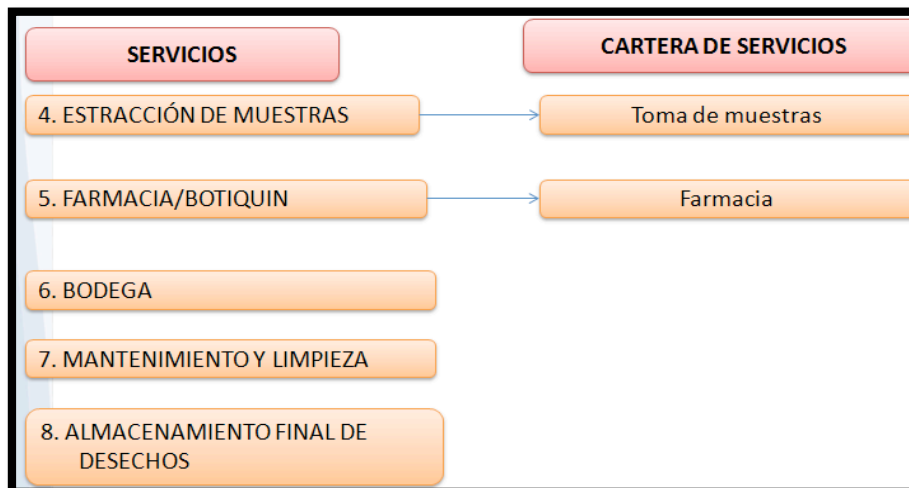 SERVICIOS
CARTERA DE SERVICIOS
4. ESTRACCIÓN DE MUESTRAS
Toma de muestras
5. FARMACIA/BOTIQUIN
Farmacia
6. BODEGA
7. MANTENIMIENTO Y LIMPIEZA
8. ALMACENAMIENTO FINAL DE
DESECHOS